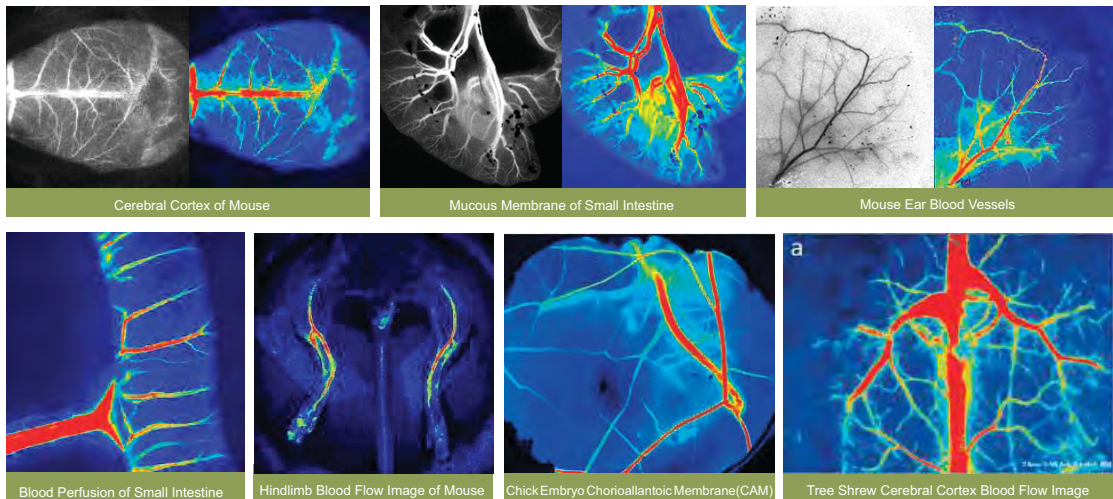 Cerebral Cortex of Mouse
Mucous Membrane of Small Intestine
Mouse Ear Blood Vessels
a
Blood Perfusion of Small Intestine
Hindlimb Blood Flow Image of Mouse
Chick Embryo Chorioallantoic Membrane(CAM)
Tree Shrew Cerebral Cortex Blood Flow Image